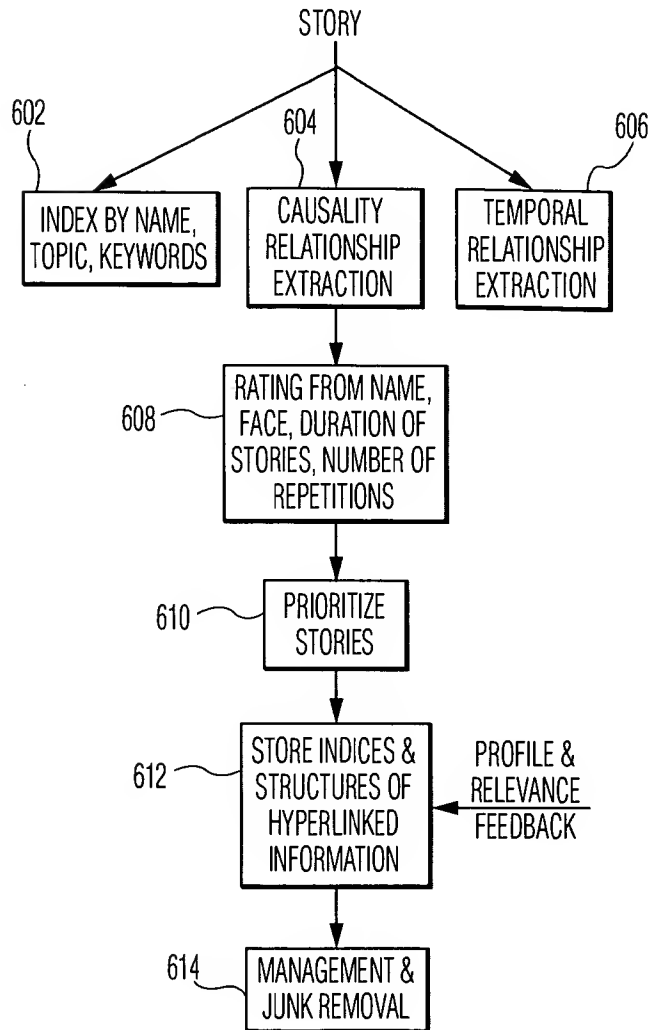 STORY
602
INDEX BY NAME,
TOPIC, KEYWORDS
604
CAUSALITY
RELATIONSHIP
EXTRACTION
606
TEMPORAL
RELATIONSHIP
EXTRACTION
608
RATING FROM NAME,
FACE, DURATION OF
STORIES, NUMBER OF
REPETITIONS
610
PRIORITIZE
STORIES
612
STORE INDICES &
STRUCTURES OF
HYPERLINKED
INFORMATION
PROFILE &
RELEVANCE
FEEDBACK
614
MANAGEMENT &
JUNK REMOVAL